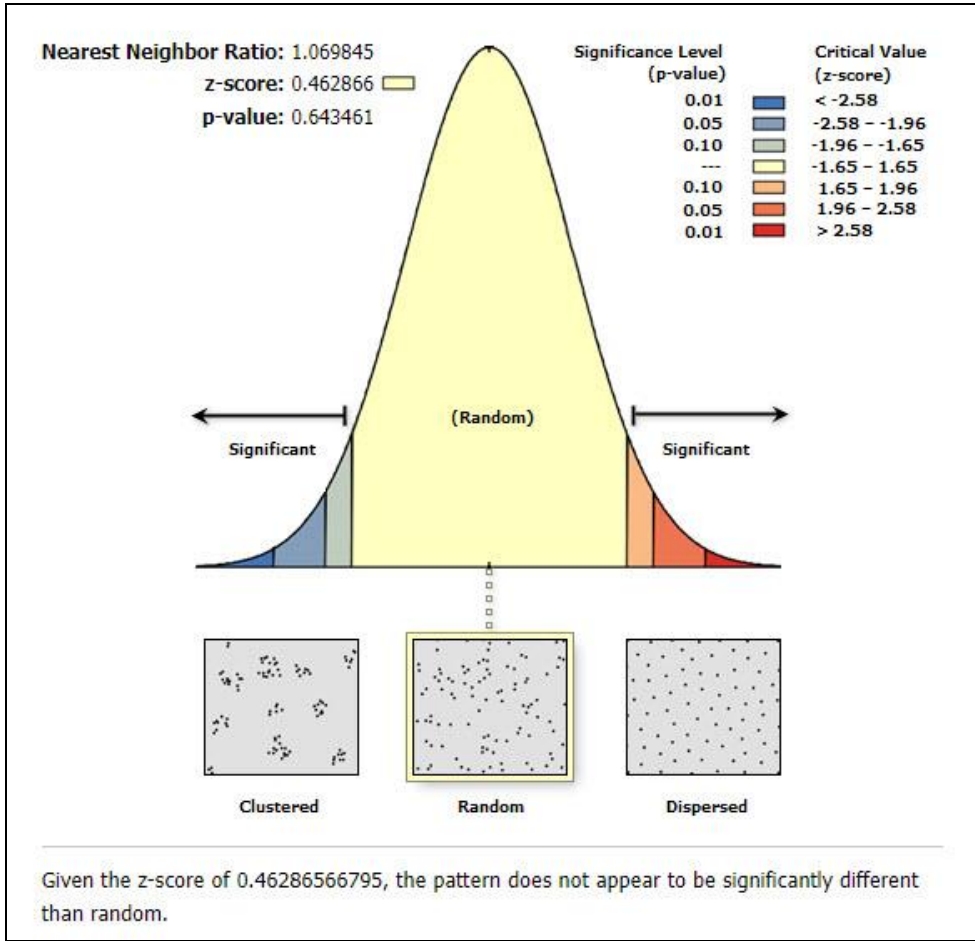 Nearest Neighbor Ratio: 1.069845
z-score: 0.462866
p-value: 0.643461
Significance Level Critical Value
(p-value) (z-score)
0.01 < -2.58
0.05 -2.58 – -1.96
0.10 -1.96 – -1.65
--- -1.65 – 1.65
0.10 1.65 – 1.96
0.05 1.96 – 2.58
0.01 > 2.58
(Random)
Significant Significant
Clustered Random Dispersed
Given the z-score of 0.46286566795, the pattern does not appear to be significantly different
than random.